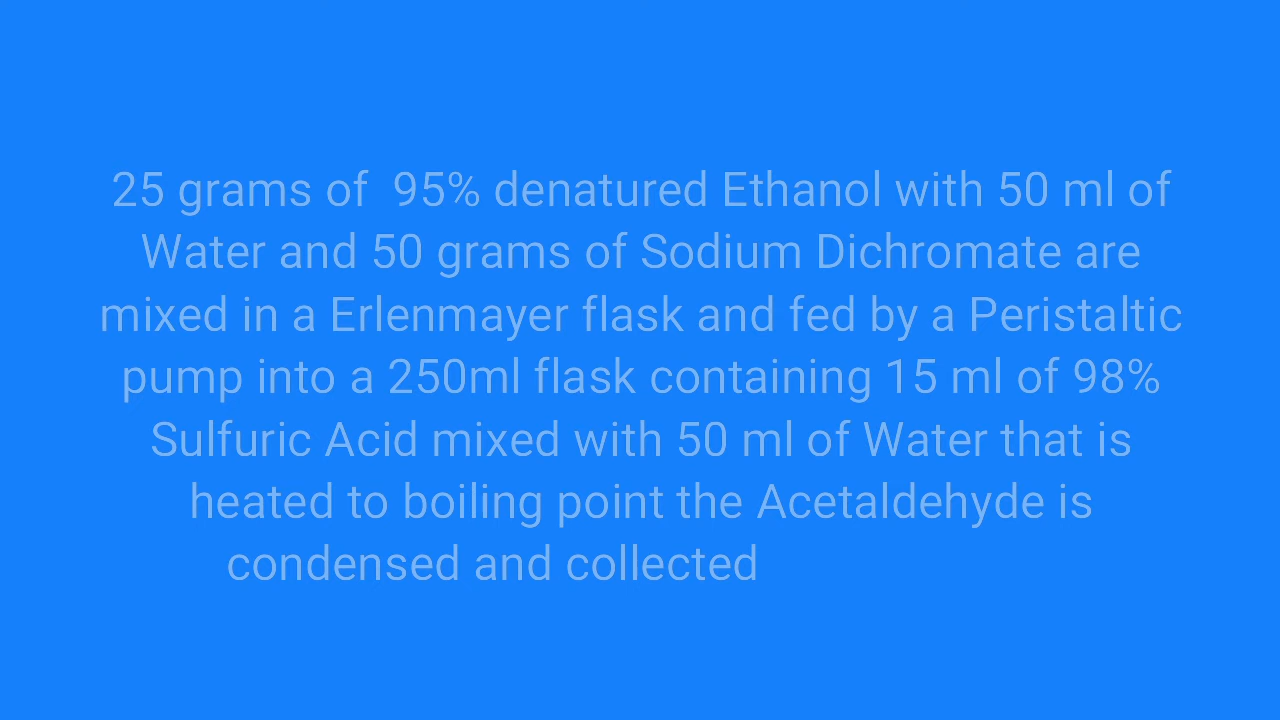 25 grams of  95% denatured Ethanol with 50 ml of
Water and 50 grams of Sodium Dichromate are
mixed in a Erlenmayer flask and fed by a Peristaltic
pump into a 250ml flask containing 15 ml of 98%
Sulfuric Acid mixed with 50 ml of Water that is
heated to boiling point the Acetaldehyde is
condensed and collected